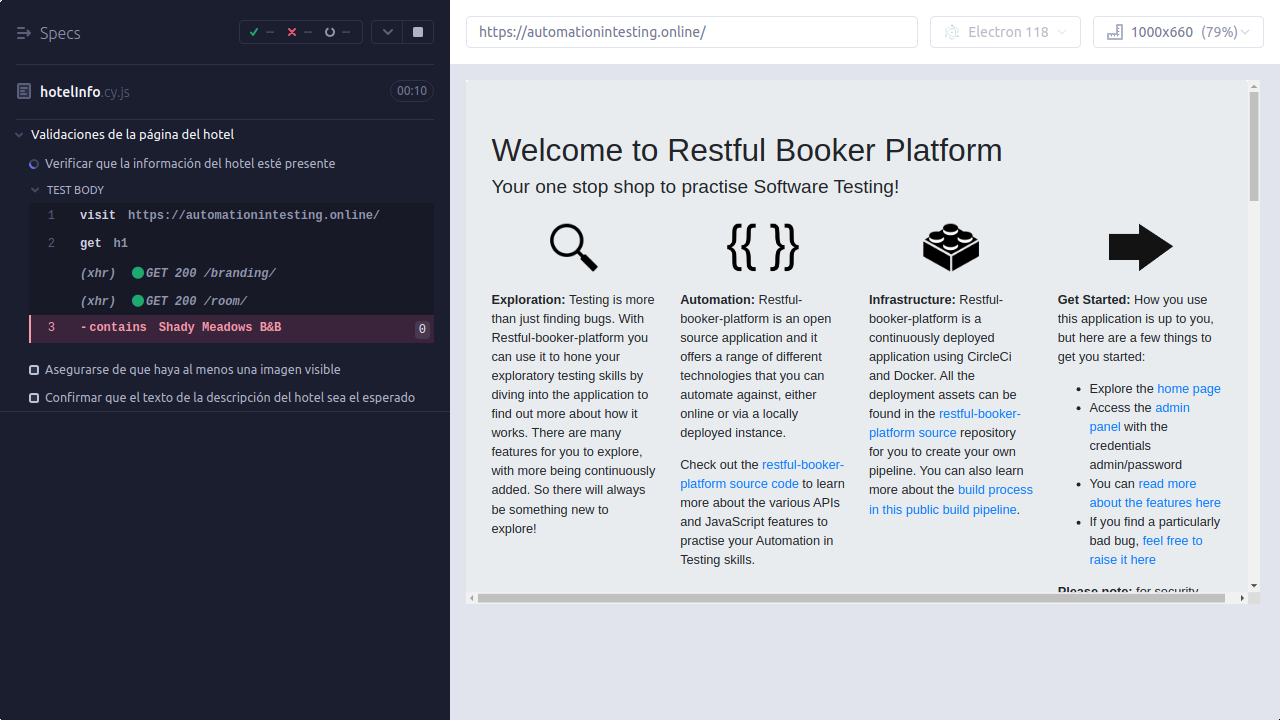 Specs
-- -- --
hotelInfo.cy.js
00:10
Validaciones de la página del hotel
Verificar que la información del hotel esté presente
TEST BODY
1 visit https://automationintesting.online/
2 get h1
(xhr) GET 200 /branding/
(xhr) GET 200 /room/
3 -contains Shady Meadows B&B 0
Asegurarse de que haya al menos una imagen visible
Confirmar que el texto de la descripción del hotel sea el esperado
https://automationintesting.online/
Electron 118
1000x660 (79%)
Welcome to Restful Booker Platform
Your one stop shop to practise Software Testing!
{{ }}
Exploration: Testing is more
than just finding bugs. With
Restful-booker-platform you
can use it to hone your
exploratory testing skills by
diving into the application to
find out more about how it
works. There are many
features for you to explore,
with more being continuously
added. So there will always
be something new to
explore!
Automation: Restful-
booker-platform is an open
source application and it
offers a range of different
technologies that you can
automate against, either
online or via a locally
deployed instance.
Check out the restful-booker-
platform source code to learn
more about the various APIs
and JavaScript features to
practise your Automation in
Testing skills.
Infrastructure: Restful-
booker-platform is a
continuously deployed
application using CircleCi
and Docker. All the
deployment assets can be
found in the restful-booker-
platform source repository
for you to create your own
pipeline. You can also learn
more about the build process
in this public build pipeline.
Get Started: How you use
this application is up to you,
but here are a few things to
get you started:
• Explore the home page
• Access the admin
panel with the
credentials
admin/password
• You can read more
about the features here
• If you find a particularly
bad bug, feel free to
raise it here
Please note: for security